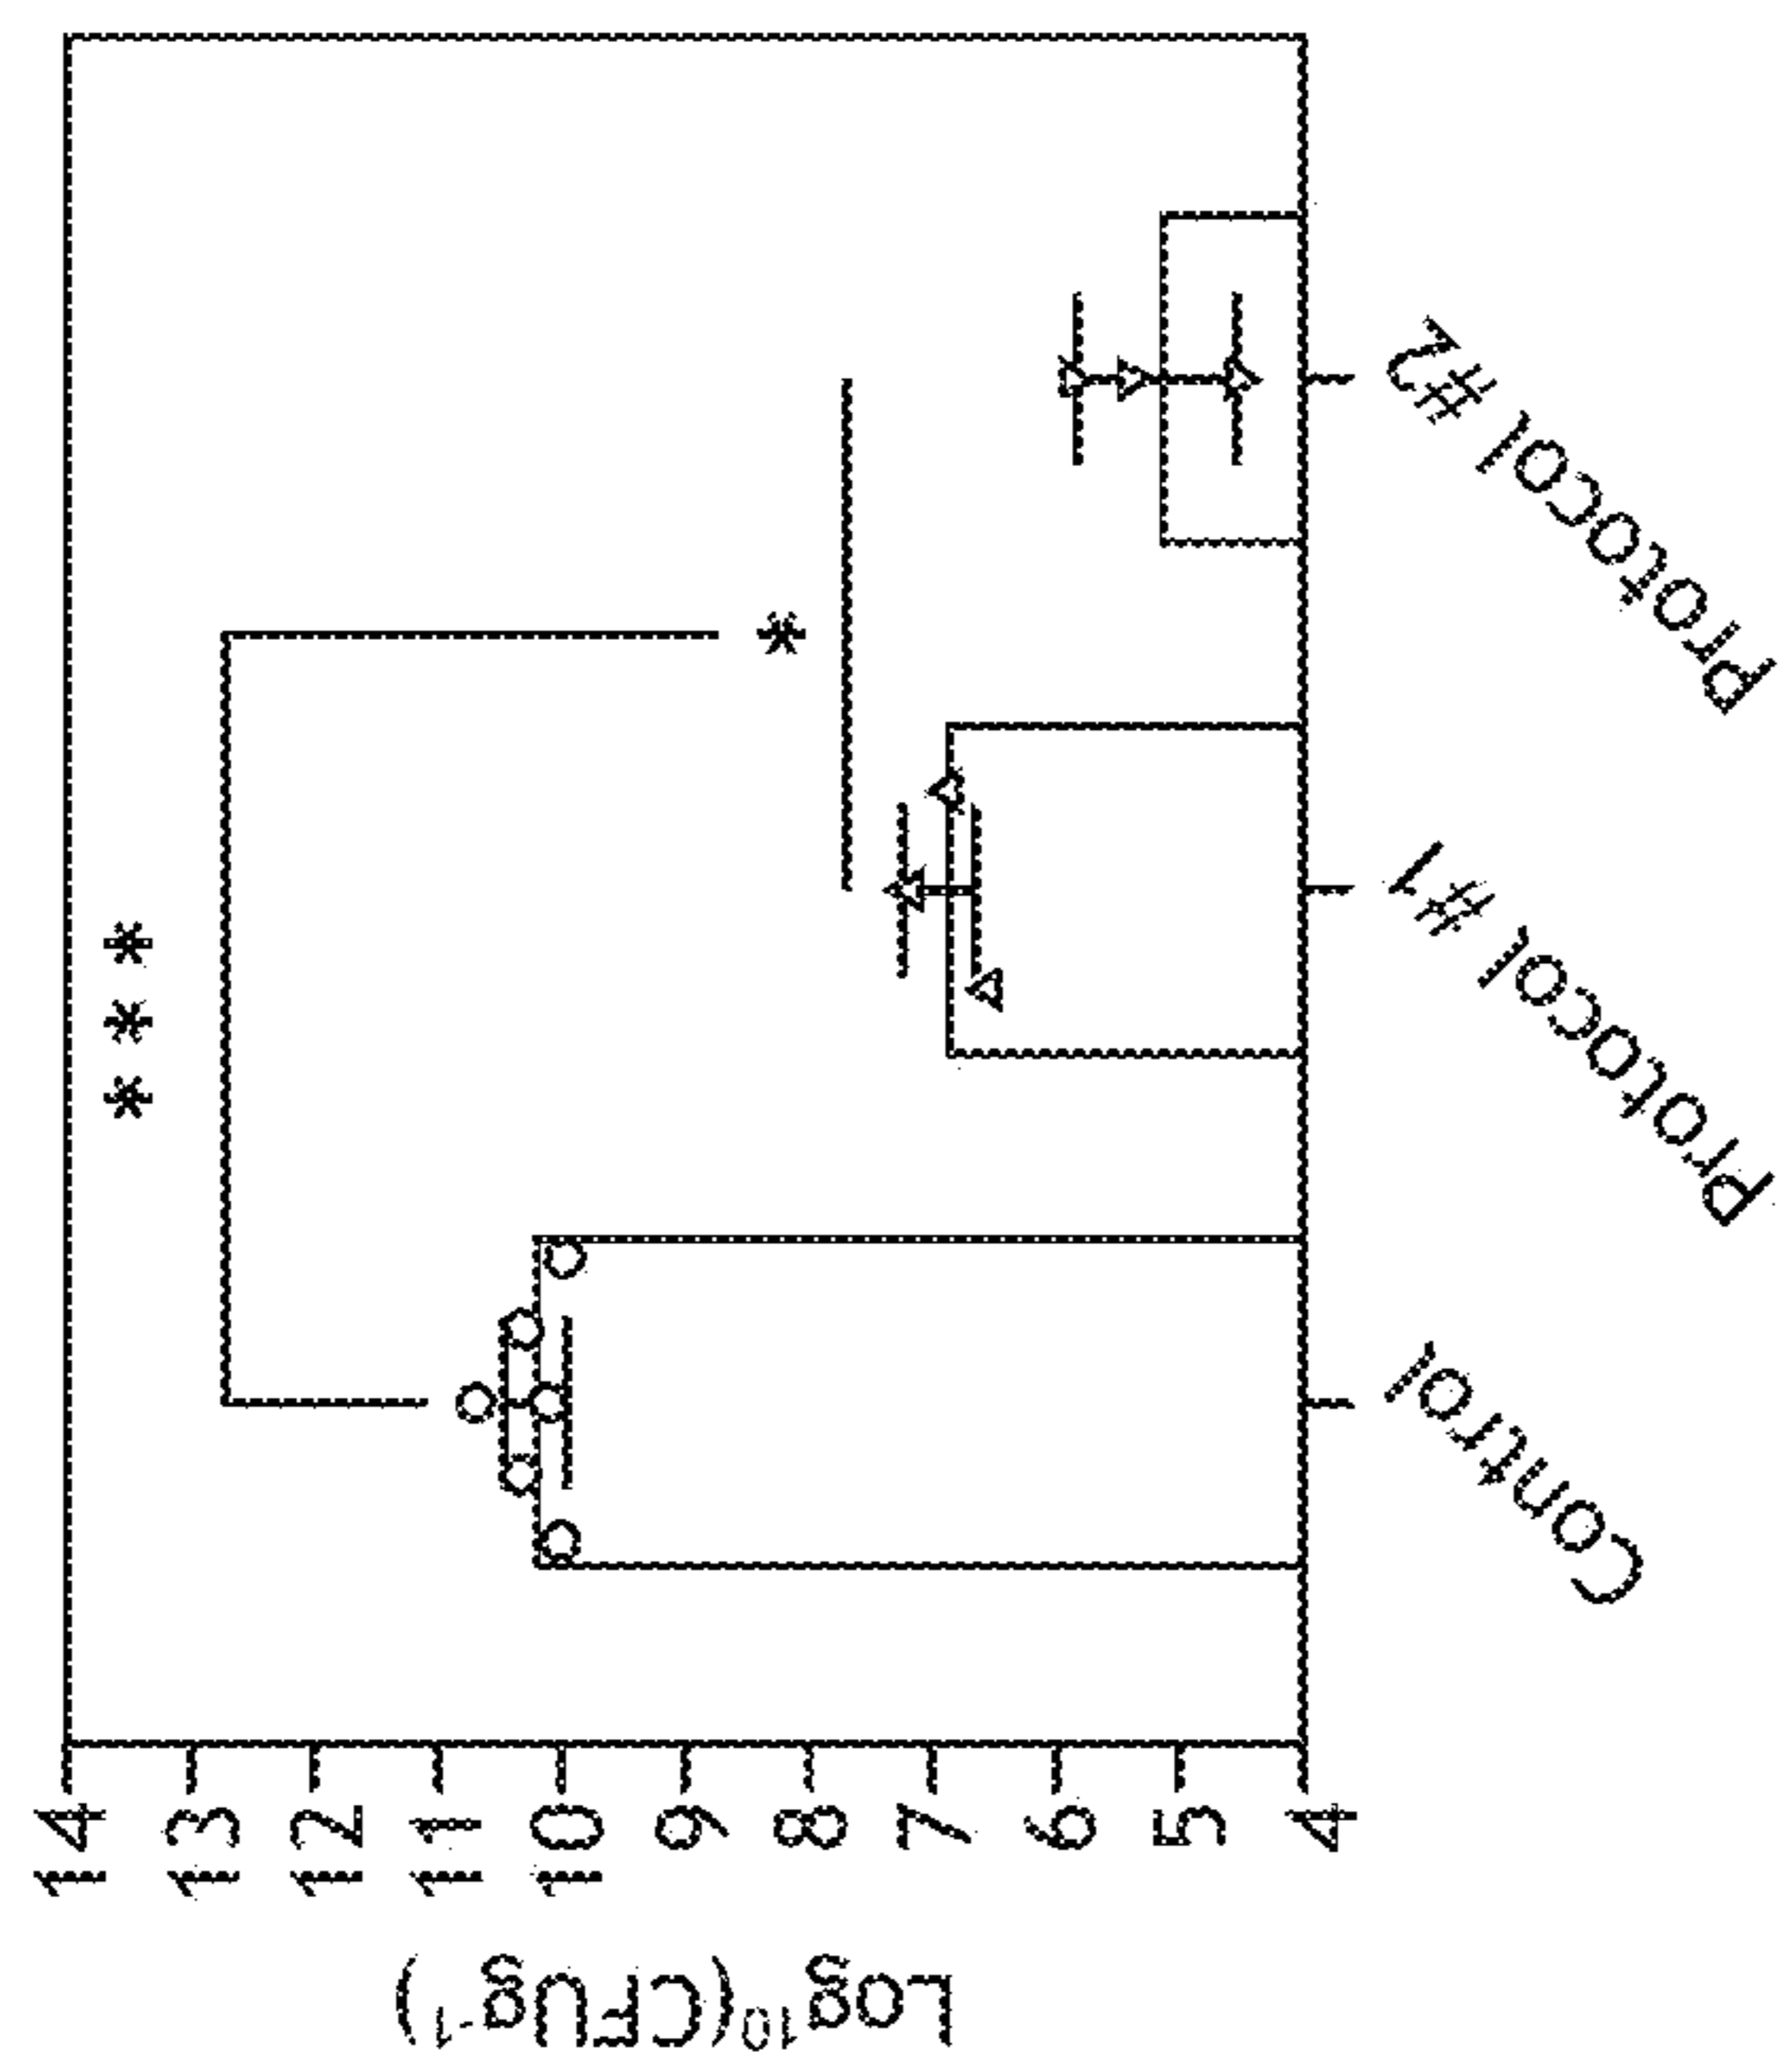 Log10(CFUg-1)
14
13
12
11
10
9
8
7
6
5
4
* * *
*
Control
Protocol #1
Protocol #2